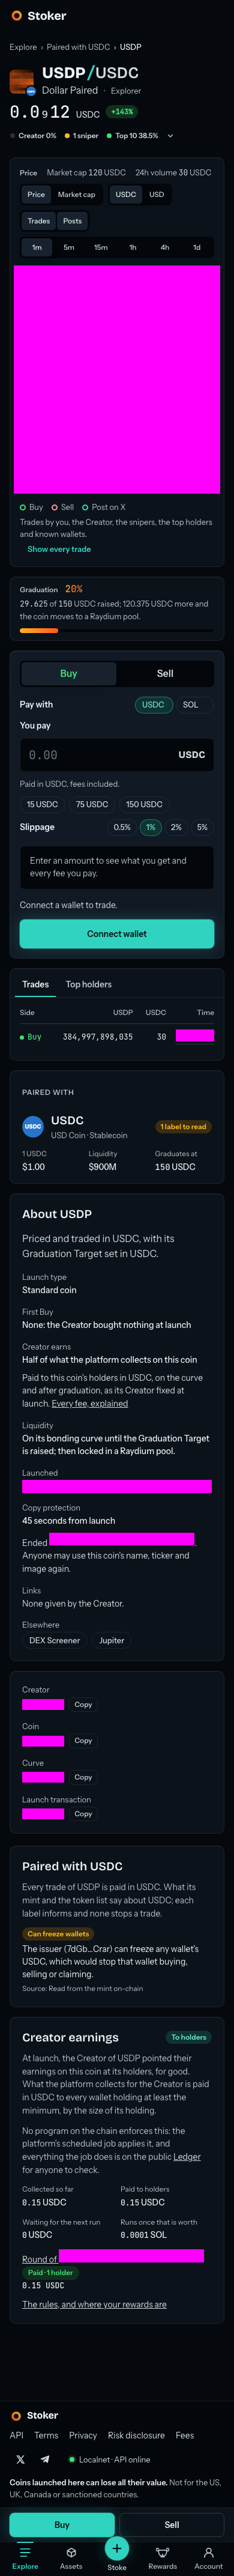 Stoker
Explore › Paired with USDC › USDP
USDP/USDC
Dollar Paired · Explorer
0.0912 USDC +143%
Creator 0% 1 sniper Top 10 38.5%
Price Market cap 120 USDC 24h volume 30 USDC
Price Market cap USDC USD
Trades Posts
1m 5m 15m 1h 4h 1d
Buy Sell Post on X
Trades by you, the Creator, the snipers, the top holders
and known wallets.
Show every trade
Graduation 20%
29.625 of 150 USDC raised; 120.375 USDC more and
the coin moves to a Raydium pool.
Buy Sell
Pay with USDC SOL
You pay
0.00 USDC
Paid in USDC, fees included.
15 USDC 75 USDC 150 USDC
Slippage 0.5% 1% 2% 5%
Enter an amount to see what you get and
every fee you pay.
Connect a wallet to trade.
Connect wallet
Trades Top holders
Side USDP USDC Time
Buy 384,997,898,035 30
PAIRED WITH
USDC USDC
USD Coin · Stablecoin
1 label to read
1 USDC Liquidity Graduates at
$1.00 $900M 150 USDC
About USDP
Priced and traded in USDC, with its
Graduation Target set in USDC.
Launch type
Standard coin
First Buy
None: the Creator bought nothing at launch
Creator earns
Half of what the platform collects on this coin
Paid to this coin's holders in USDC, on the curve
and after graduation, as its Creator fixed at
launch. Every fee, explained
Liquidity
On its bonding curve until the Graduation Target
is raised; then locked in a Raydium pool.
Launched
Copy protection
45 seconds from launch
Ended .
Anyone may use this coin's name, ticker and
image again.
Links
None given by the Creator.
Elsewhere
DEX Screener Jupiter
Creator
Copy
Coin
Copy
Curve
Copy
Launch transaction
Copy
Paired with USDC
Every trade of USDP is paid in USDC. What its
mint and the token list say about USDC; each
label informs and none stops a trade.
Can freeze wallets
The issuer (7dGb…Crar) can freeze any wallet's
USDC, which would stop that wallet buying,
selling or claiming.
Source: Read from the mint on-chain
Creator earnings To holders
At launch, the Creator of USDP pointed their
earnings on this coin at its holders, for good.
What the platform collects for the Creator is paid
in USDC to every wallet holding at least the
minimum, by the size of its holding.
No program on the chain enforces this: the
platform's scheduled job applies it, and
everything the job does is on the public Ledger
for anyone to check.
Collected so far Paid to holders
0.15 USDC 0.15 USDC
Waiting for the next run Runs once that is worth
0 USDC 0.0001 SOL
Round of
Paid · 1 holder
0.15 USDC
The rules, and where your rewards are
Stoker
API Terms Privacy Risk disclosure Fees
Localnet · API online
Coins launched here can lose all their value. Not for the US,
UK, Canada or sanctioned countries.
Buy Sell
Explore Assets Stoke Rewards Account